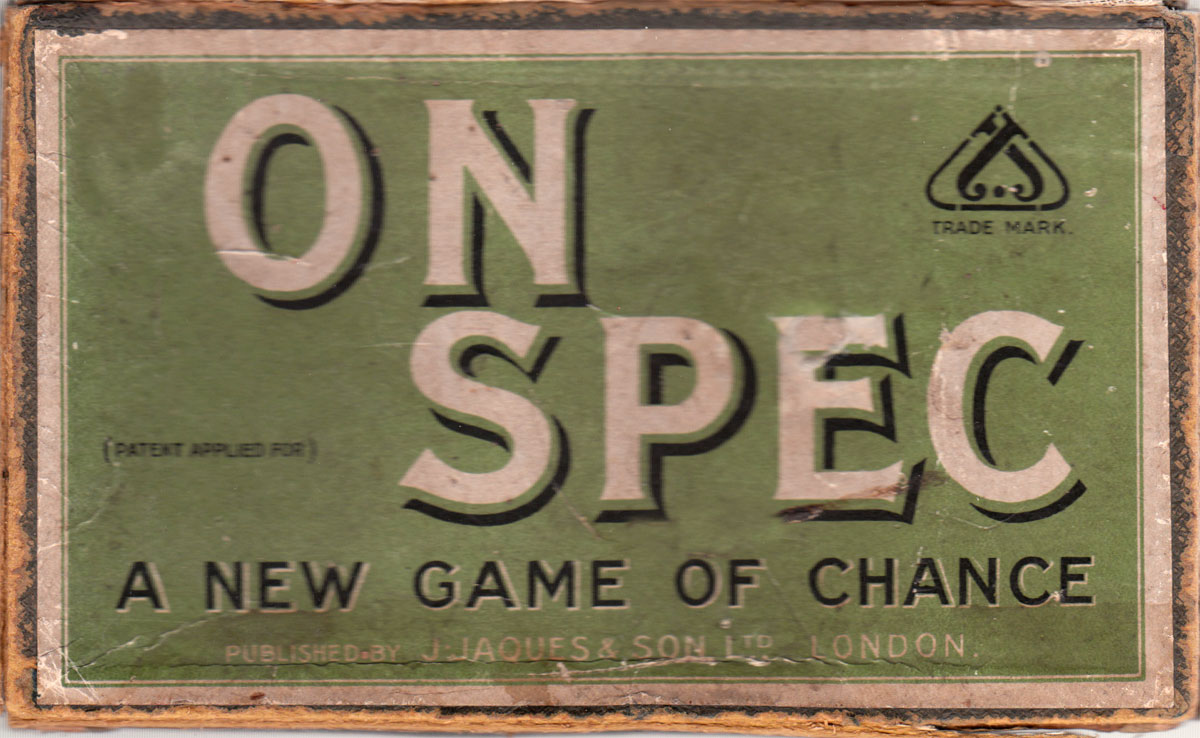 ON
SPEC
TRADE MARK.
(PATENT APPLIED FOR)
A NEW GAME OF CHANCE
PUBLISHED BY J. JAQUES & SON LTD LONDON.